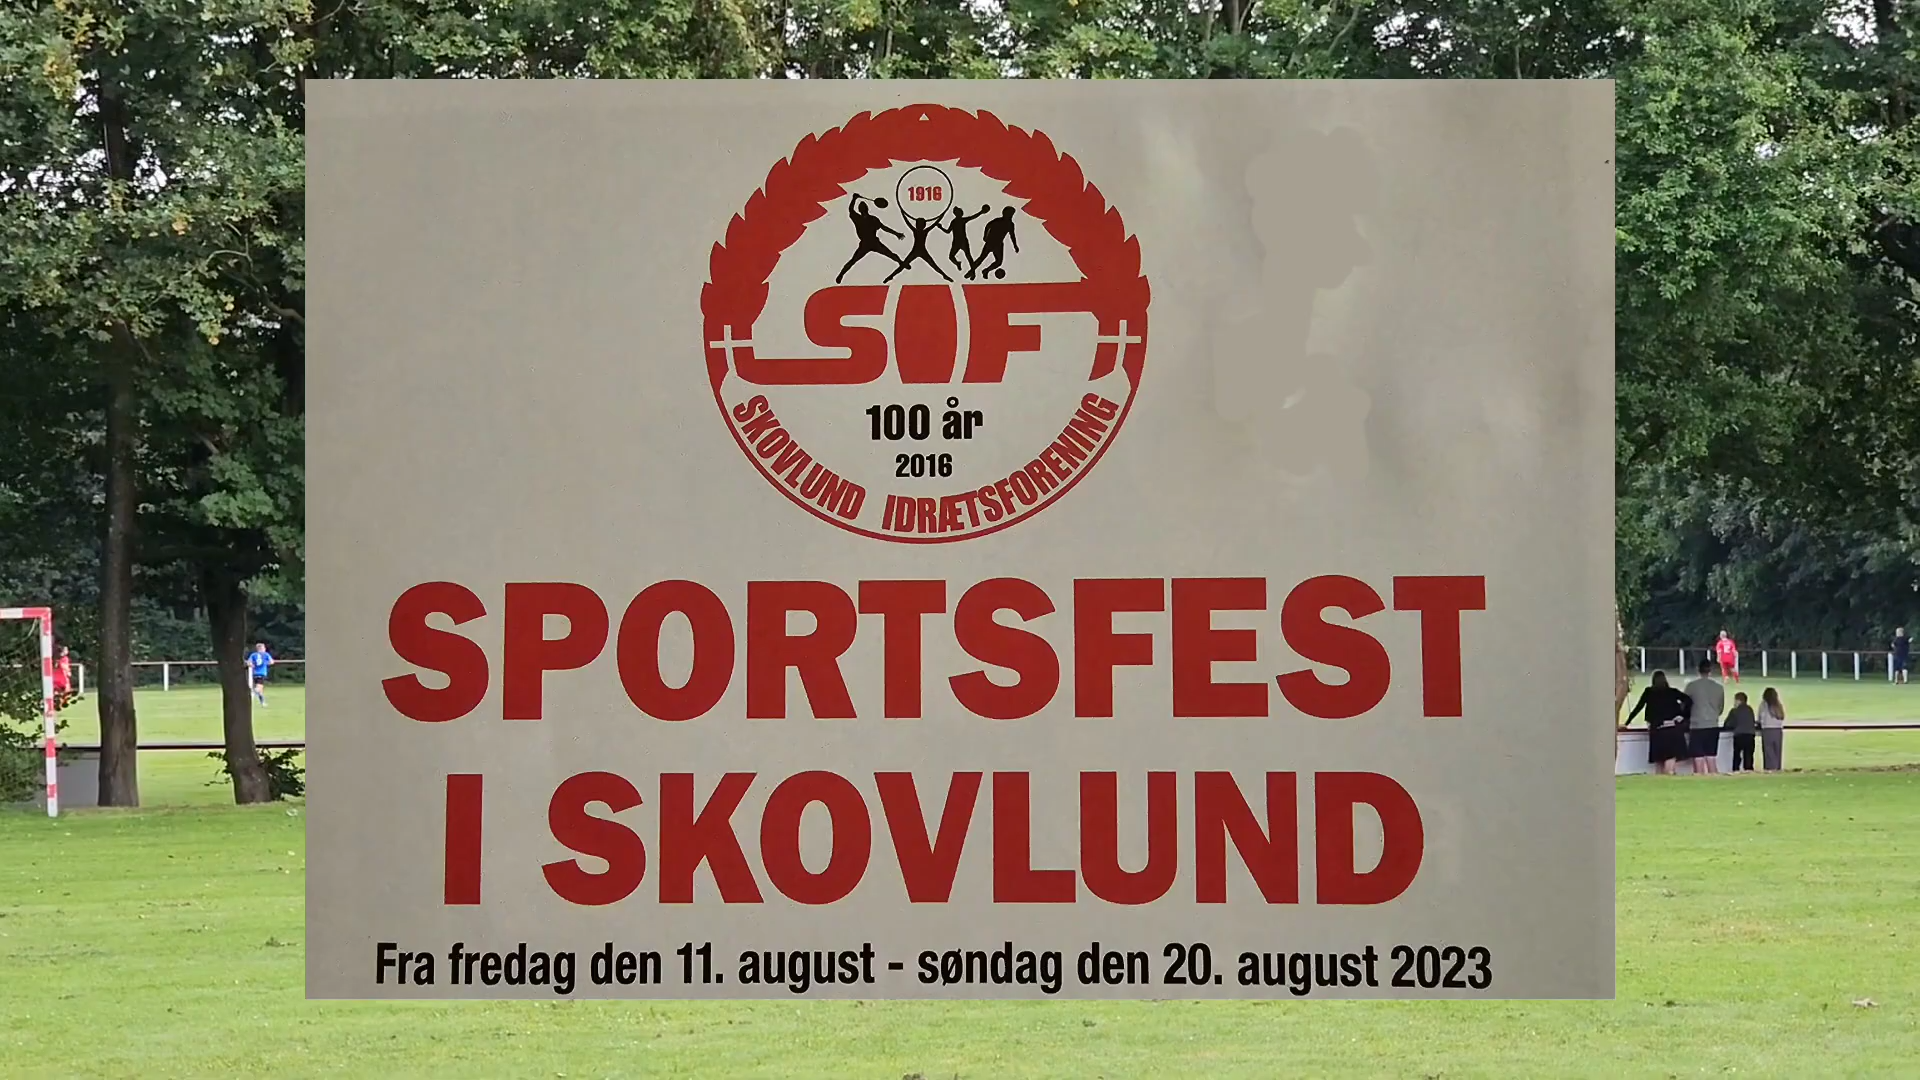 1916
SIF
100 år
2016
SKOVLUND IDRÆTSFORENING
SPORTSFEST
I SKOVLUND
Fra fredag den 11. august - søndag den 20. august 2023